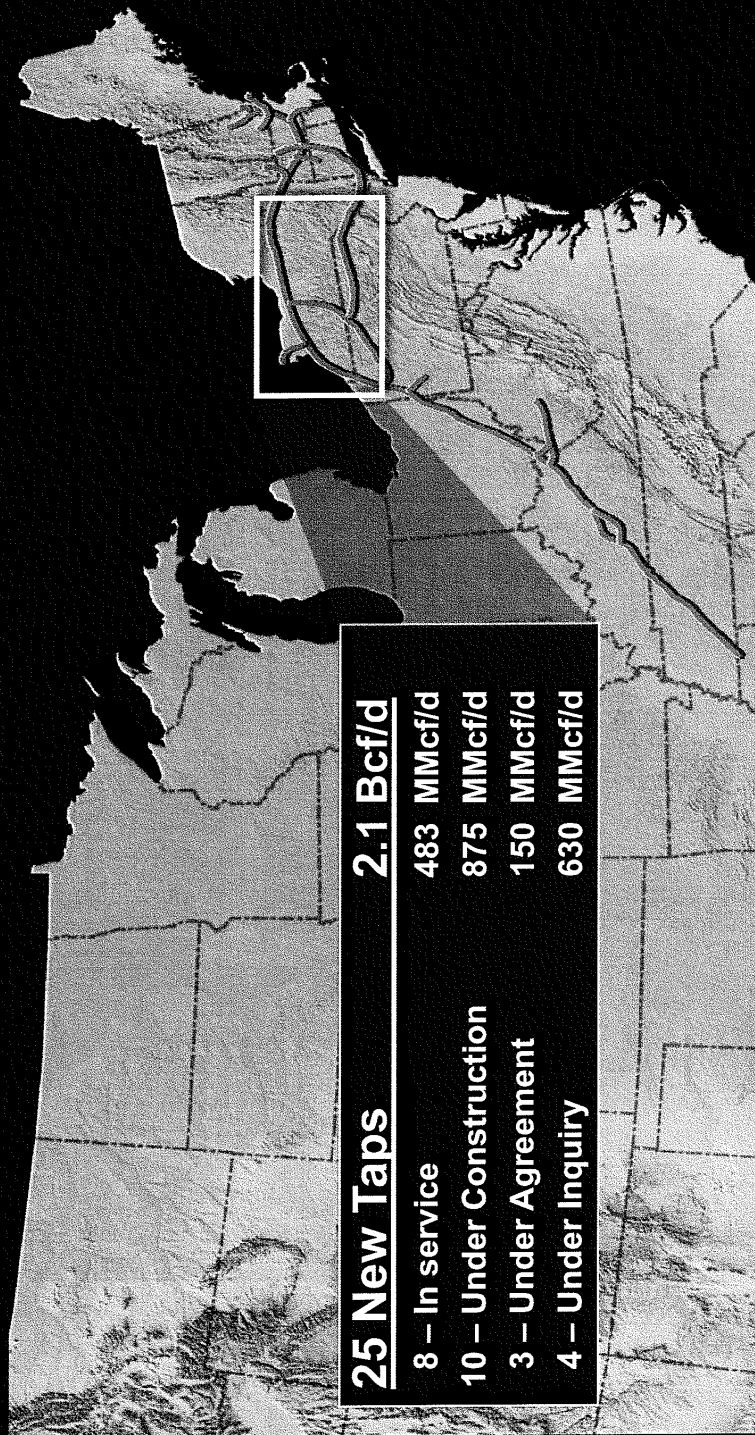 25 New Taps 2.1 Bcf/d
8 – In service 483 MMcf/d
10 – Under Construction 875 MMcf/d
3 – Under Agreement 150 MMcf/d
4 – Under Inquiry 630 MMcf/d